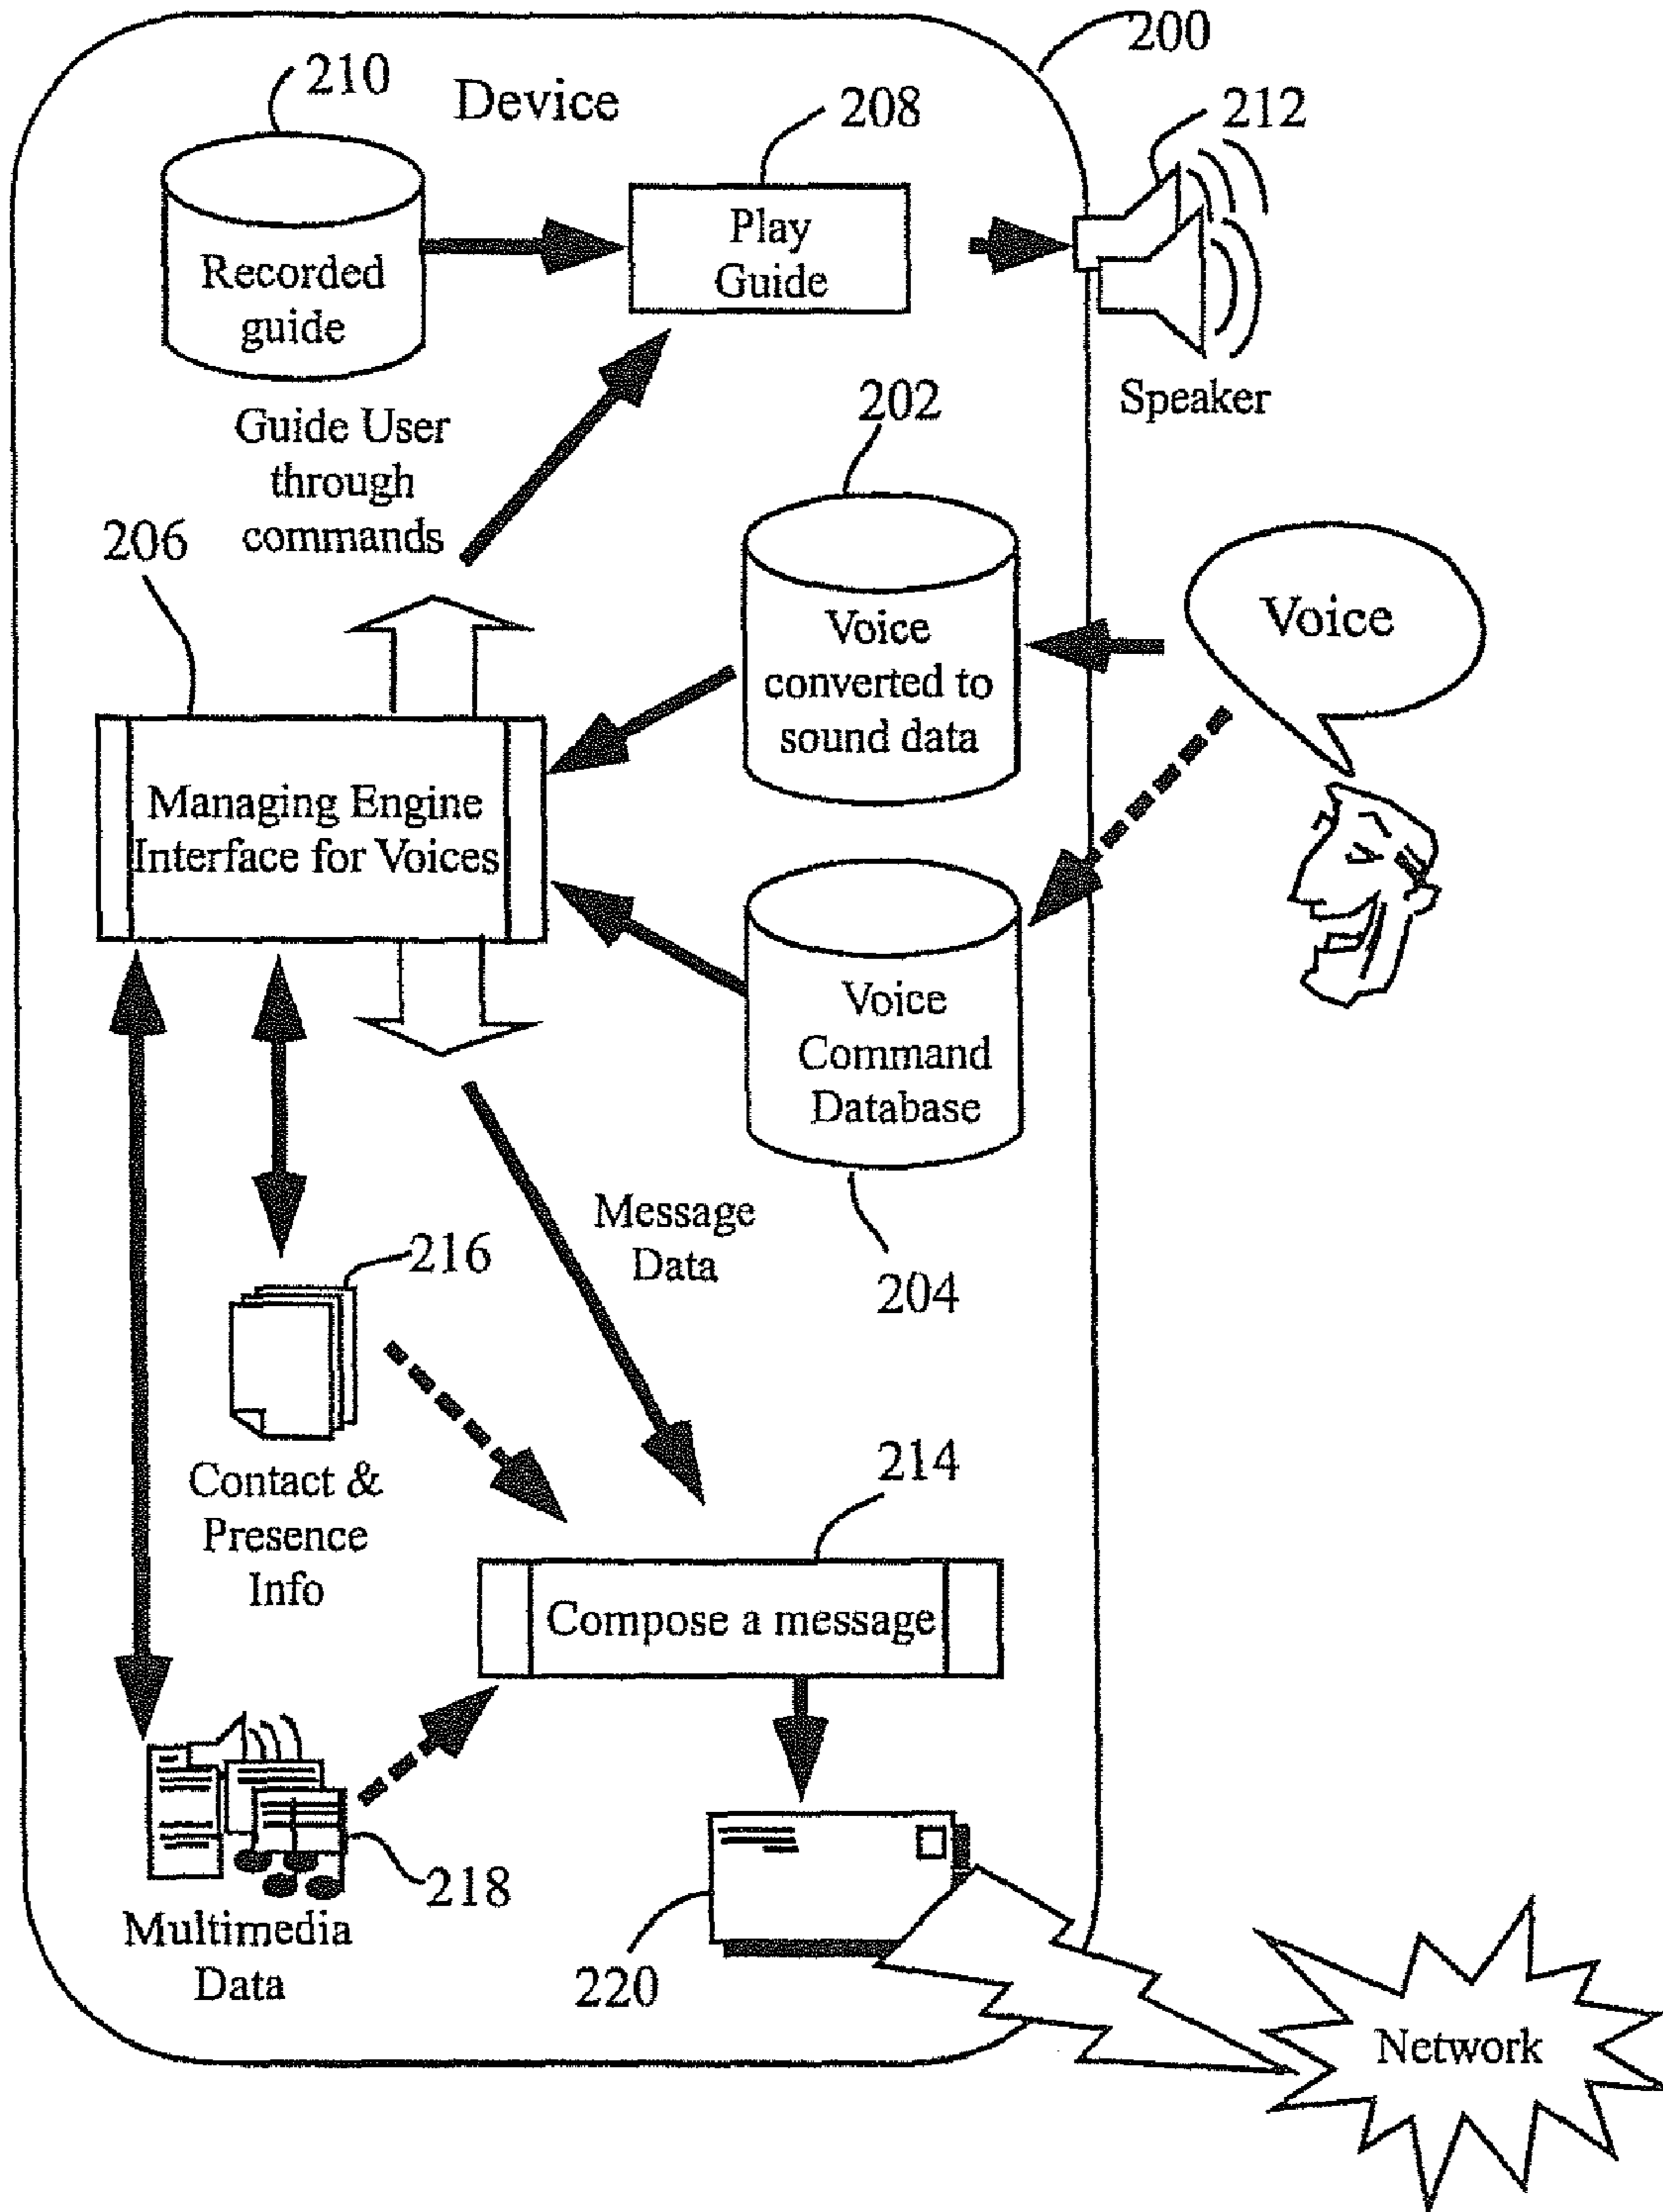 200
210
Device
208
212
Recorded
guide
Play
Guide
Speaker
202
Guide User
through
commands
206
Voice
converted to
sound data
Voice
Managing Engine
Interface for Voices
Voice
Command
Database
204
Message
Data
216
Contact &
Presence
Info
214
Compose a message
218
Multimedia
Data
220
Network